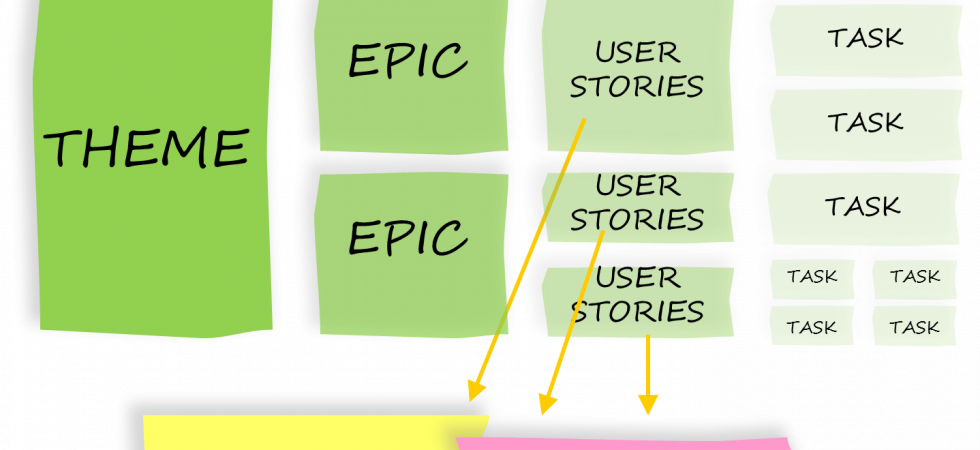 THEME
EPIC
EPIC
USER
STORIES
USER
STORIES
USER
STORIES
TASK
TASK
TASK
TASK
TASK
TASK
TASK